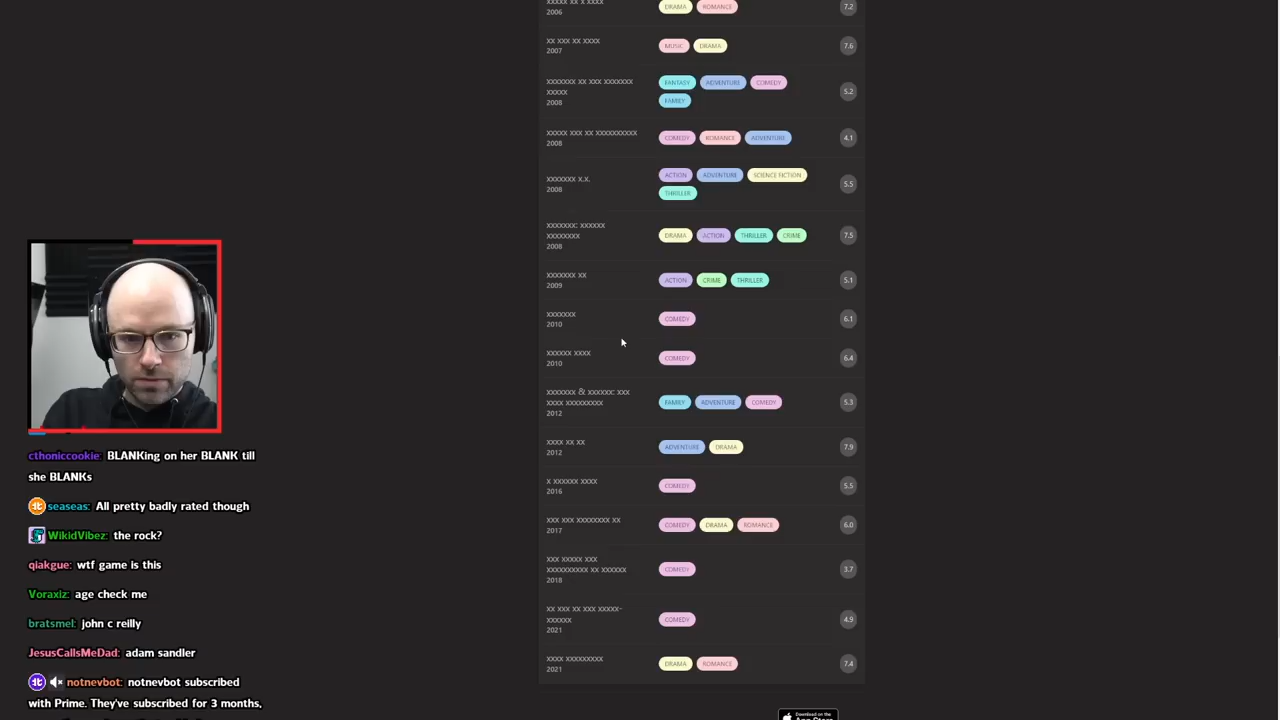 xxxxx xx x xxxx
2006
DRAMA ROMANCE 7.2
xx xxx xx xxxx
2007
MUSIC DRAMA 7.6
xxxxxxx xx xxx xxxxxxx
xxxxx
2008
FANTASY ADVENTURE COMEDY
FAMILY
5.2
xxxxx xxx xx xxxxxxxxxx
2008
COMEDY ROMANCE ADVENTURE 4.1
xxxxxxx x.x.
2008
ACTION ADVENTURE SCIENCE FICTION
THRILLER
5.5
xxxxxxx: xxxxxx
xxxxxxxx
2008
DRAMA ACTION THRILLER CRIME 7.5
xxxxxxx xx
2009
ACTION CRIME THRILLER 5.1
xxxxxxx
2010
COMEDY 6.1
xxxxxx xxxx
2010
COMEDY 6.4
xxxxxxx & xxxxxx: xxx
xxxx xxxxxxxxx
2012
FAMILY ADVENTURE COMEDY 5.3
xxxx xx xx
2012
ADVENTURE DRAMA 7.9
x xxxxxx xxxx
2016
COMEDY 5.5
xxx xxx xxxxxxxx xx
2017
COMEDY DRAMA ROMANCE 6.0
xxx xxxxx xxx
xxxxxxxxxx xx xxxxxx
2018
COMEDY 3.7
xx xxx xx xxx xxxxx-
xxxxxx
2021
COMEDY 4.9
xxxx xxxxxxxxx
2021
DRAMA ROMANCE 7.4
Download on the
cthoniccookie: BLANKing on her BLANK till
she BLANKs
seaseas: All pretty badly rated though
WikidVibez: the rock?
qiakgue: wtf game is this
Voraxiz: age check me
bratsmel: john c reilly
JesusCallsMeDad: adam sandler
notnevbot: notnevbot subscribed
with Prime. They've subscribed for 3 months,